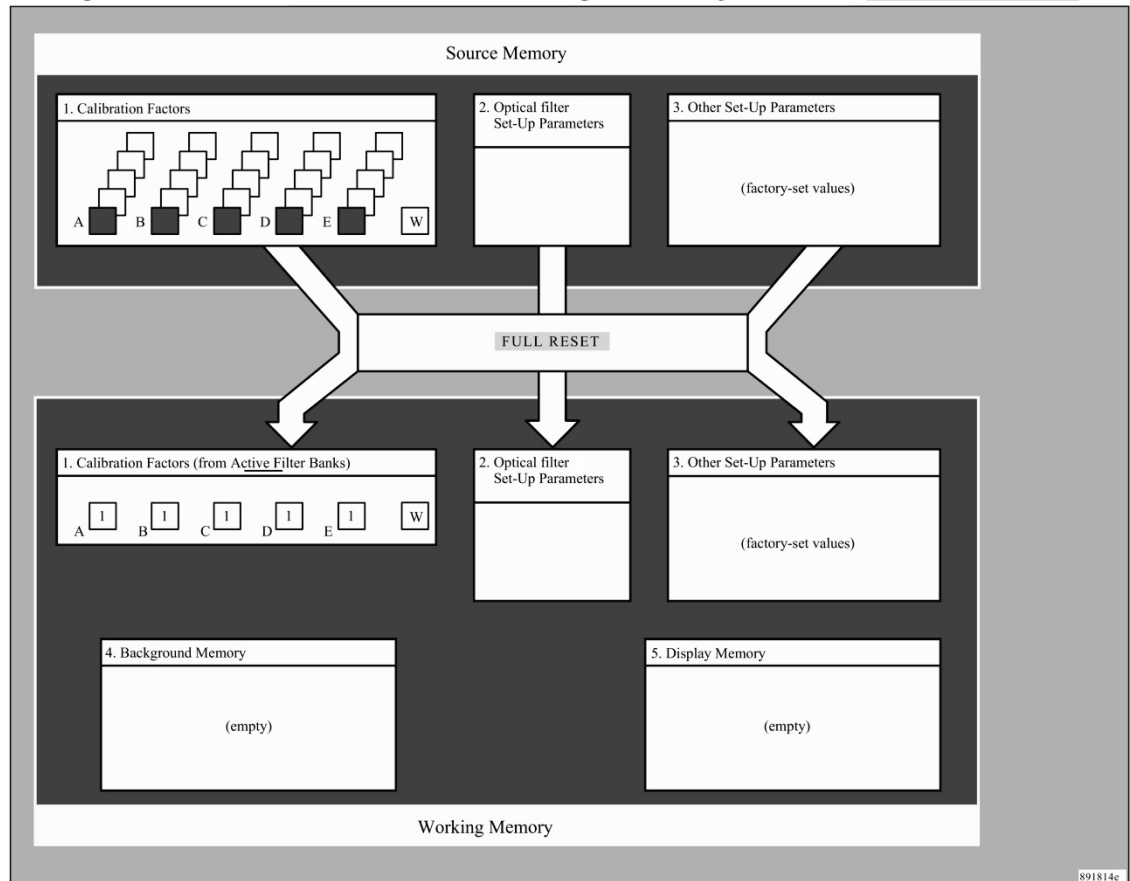 Source Memory
1. Calibration Factors
A B C D E W
2. Optical filter
Set-Up Parameters
3. Other Set-Up Parameters
(factory-set values)
FULL RESET
1. Calibration Factors (from Active Filter Banks)
A 1 B 1 C 1 D 1 E 1 W
2. Optical filter
Set-Up Parameters
3. Other Set-Up Parameters
(factory-set values)
4. Background Memory
(empty)
5. Display Memory
(empty)
Working Memory
891814e